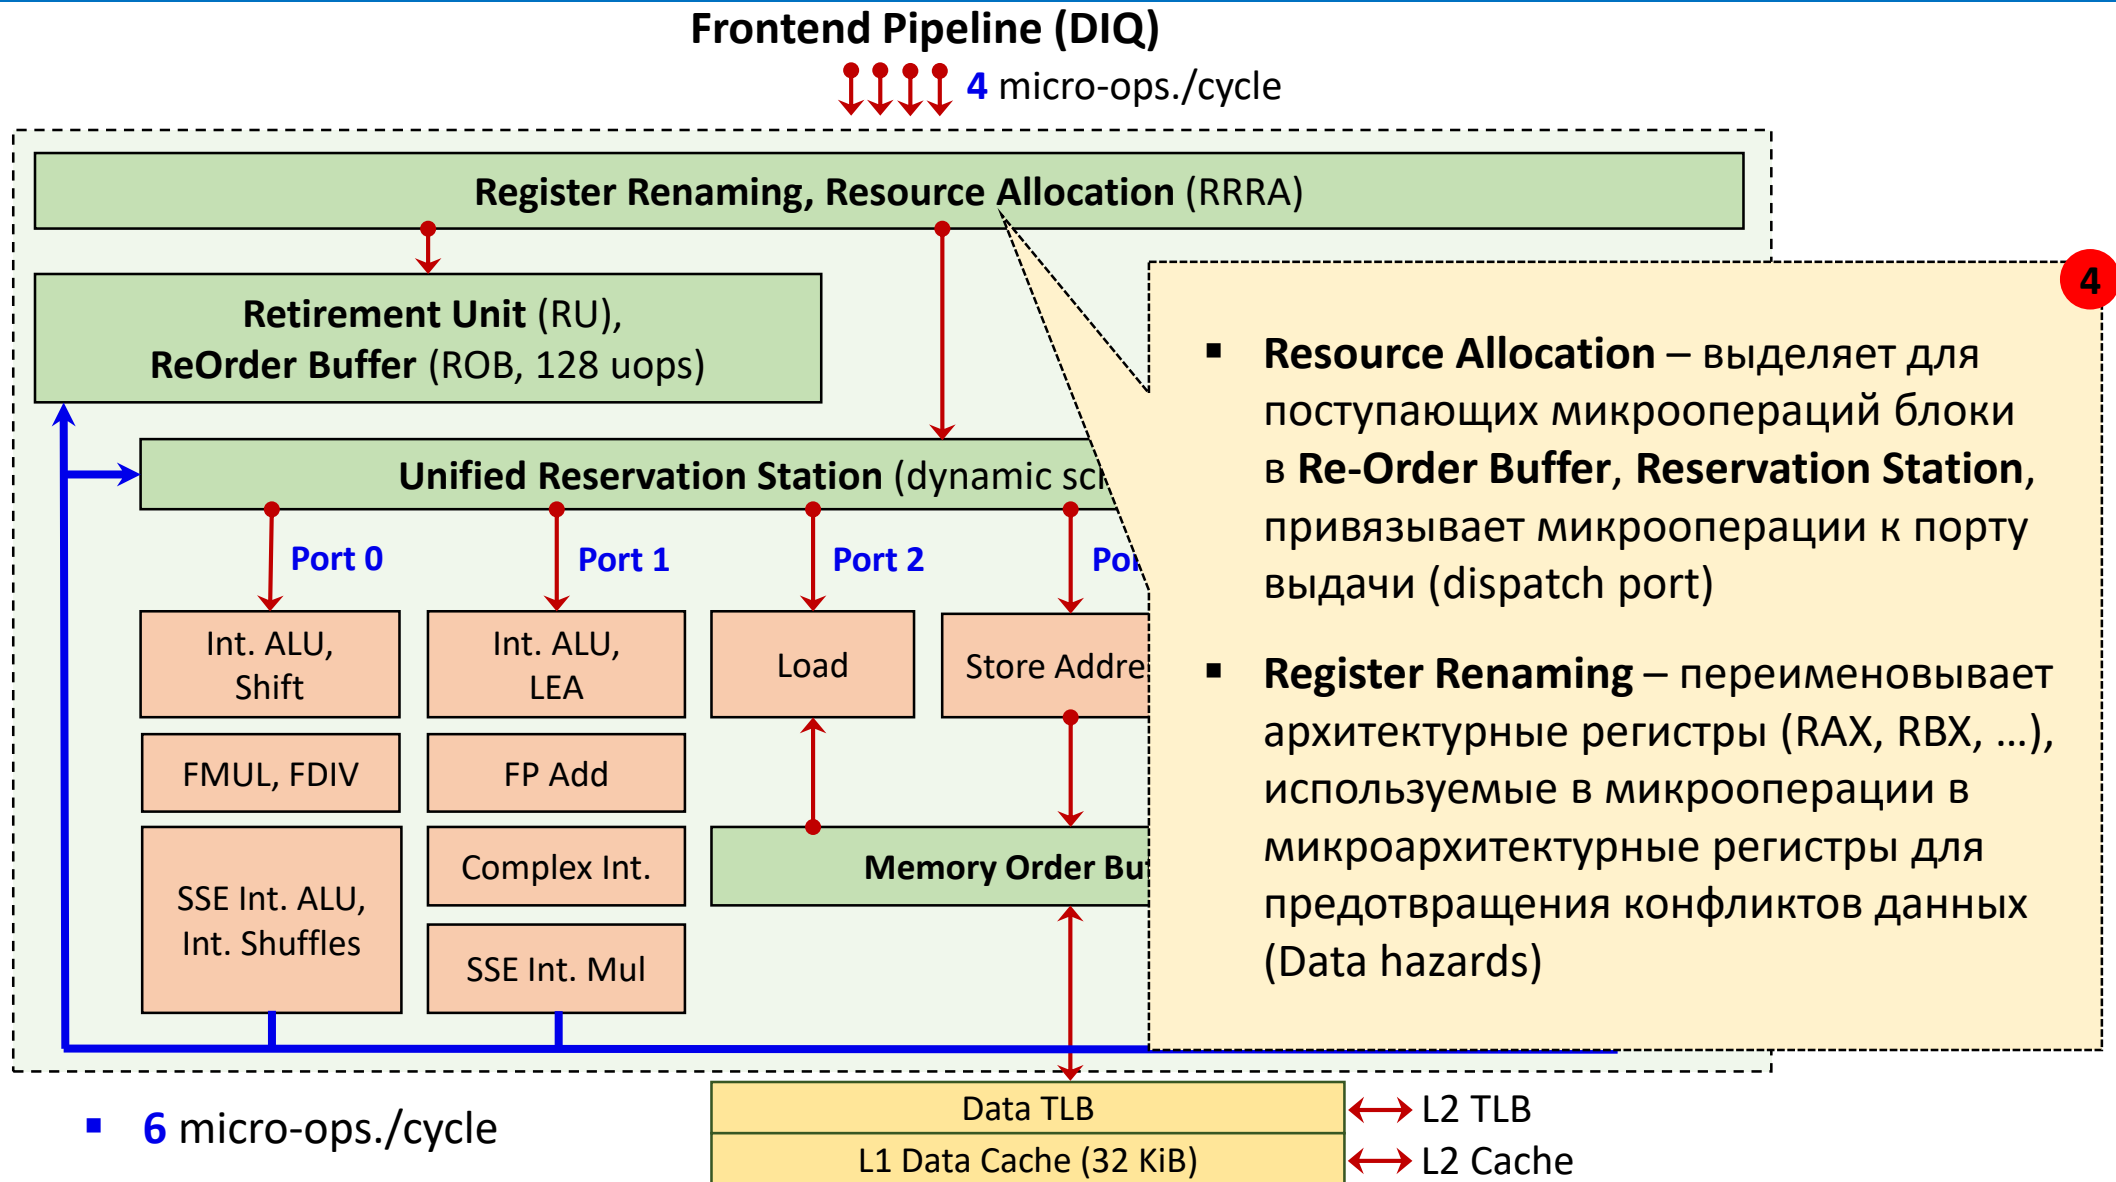 Frontend Pipeline (DIQ)
4 micro-ops./cycle
Register Renaming, Resource Allocation (RRRA)
Retirement Unit (RU),
ReOrder Buffer (ROB, 128 uops)
Unified Reservation Station (dynamic
Port 0
Port 1
Port 2
Int. ALU,
Shift
Int. ALU,
LEA
Load
Store
FMUL, FDIV
FP Add
SSE Int. ALU,
Int. Shuffles
Complex Int.
SSE Int. Mul
Memory Order
4
▪ Resource Allocation – выделяет для
поступающих микроопераций блоки
в Re-Order Buffer, Reservation Station,
привязывает микрооперации к порту
выдачи (dispatch port)
▪ Register Renaming – переименовывает
архитектурные регистры (RAX, RBX, …),
используемые в микрооперации в
микроархитектурные регистры для
предотвращения конфликтов данных
(Data hazards)
▪ 6 micro-ops./cycle
Data TLB
L2 TLB
L1 Data Cache (32 KiB)
L2 Cache